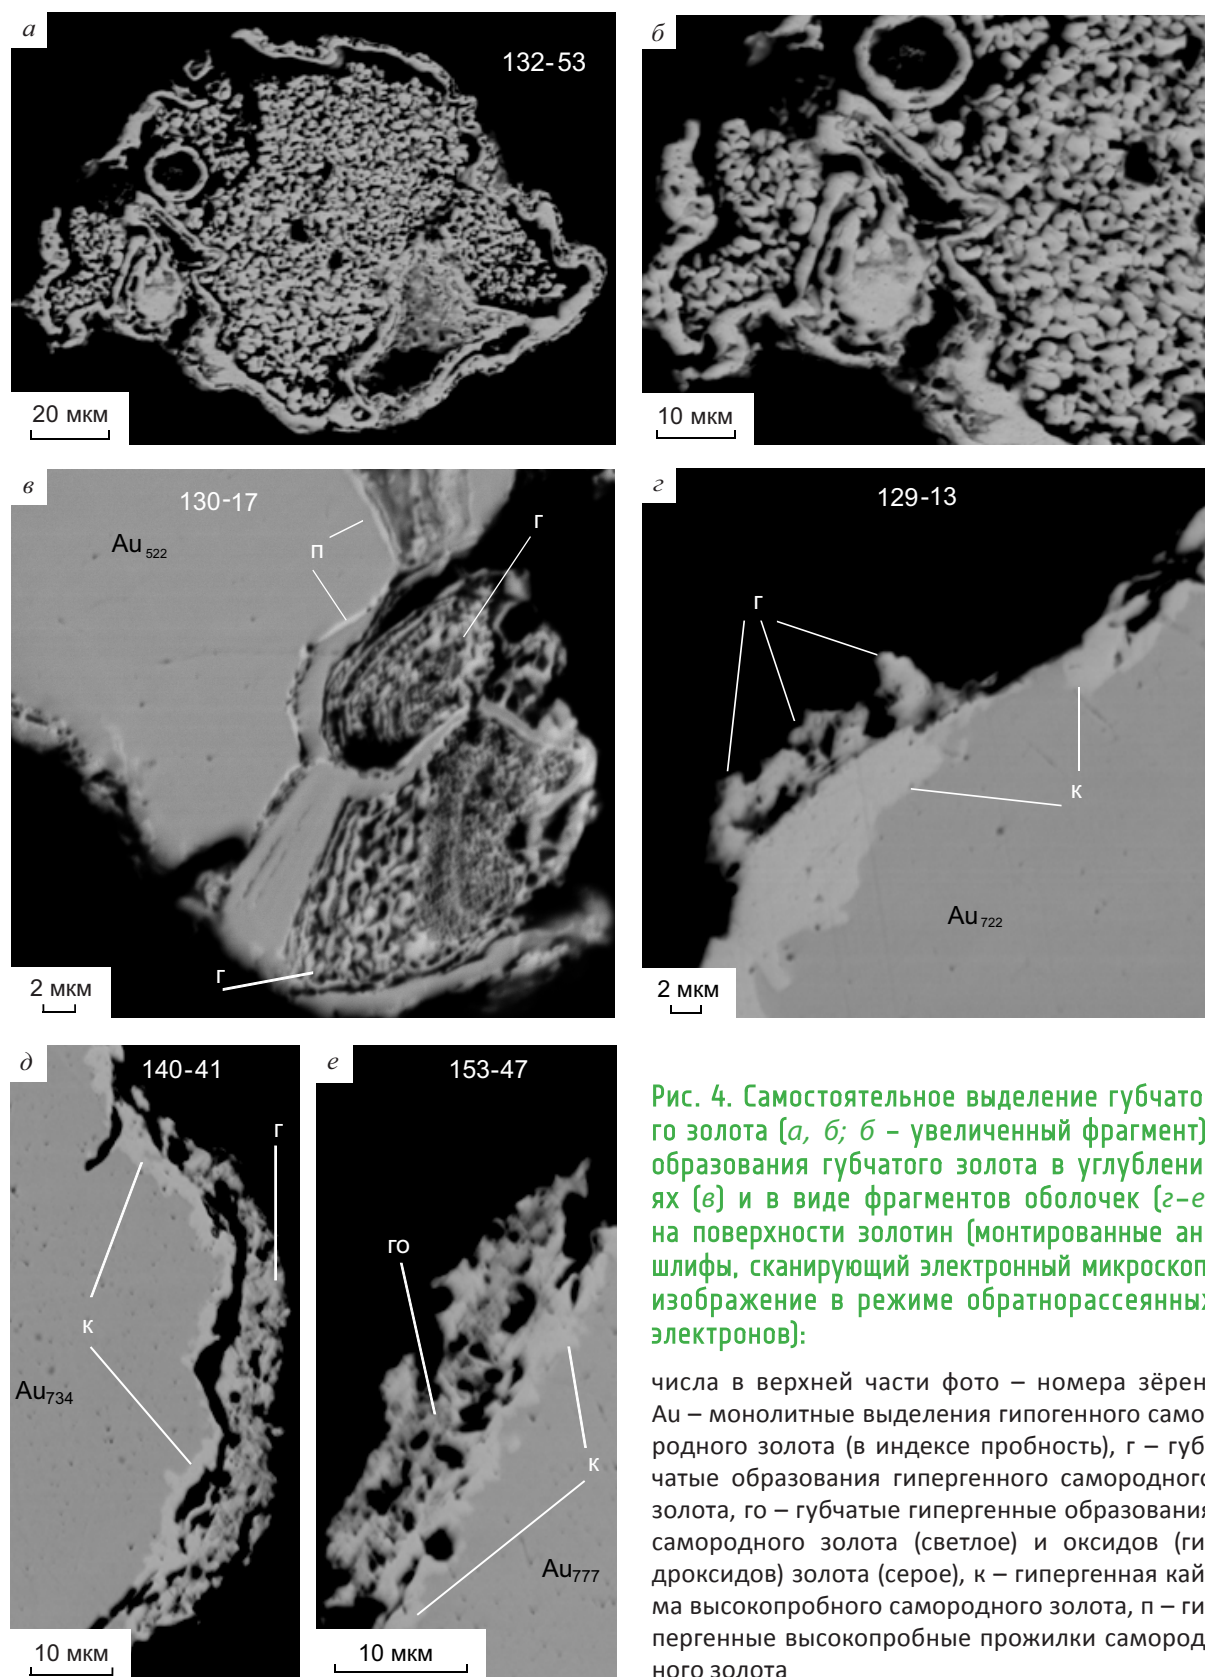 а
132-53
20 мкм
б
10 мкм
в
130-17
Au 522
п
г
г
2 мкм
г
129-13
г
к
Au 722
2 мкм
д
140-41
г
к
Au734
10 мкм
е
153-47
го
к
Au777
10 мкм
Рис. 4. Самостоятельное выделение губчато
го золота (а, б; б – увеличенный фрагмент)
образования губчатого золота в углублени
ях (в) и в виде фрагментов оболочек (г–е
на поверхности золотин (монтированные ан
шлифы, сканирующий электронный микроскоп
изображение в режиме обратнорассеянных
электронов):
числа в верхней части фото – номера зёрен
Au – монолитные выделения гипогенного само
родного золота (в индексе пробность), г – губ
чатые образования гипергенного самородного
золота, го – губчатые гипергенные образования
самородного золота (светлое) и оксидов (ги
дроксидов) золота (серое), к – гипергенная кай
ма высокопробного самородного золота, п – ги
пергенные высокопробные прожилки самород
ного золота